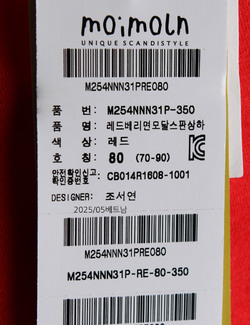 moimoln
UNIQUE SCANDISTYLE
M254NNN31PRE080
품 번: M254NNN31P-350
품 명: 레드베리면모달스판상하
색 상: 레드
호 칭: 80 (70-90)
안전확인신고
확인증번호: CB014R1608-1001
DESIGNER: 조서연
2025/05베트남
M254NNN31PRE080
M254NNN31P-RE-80-350